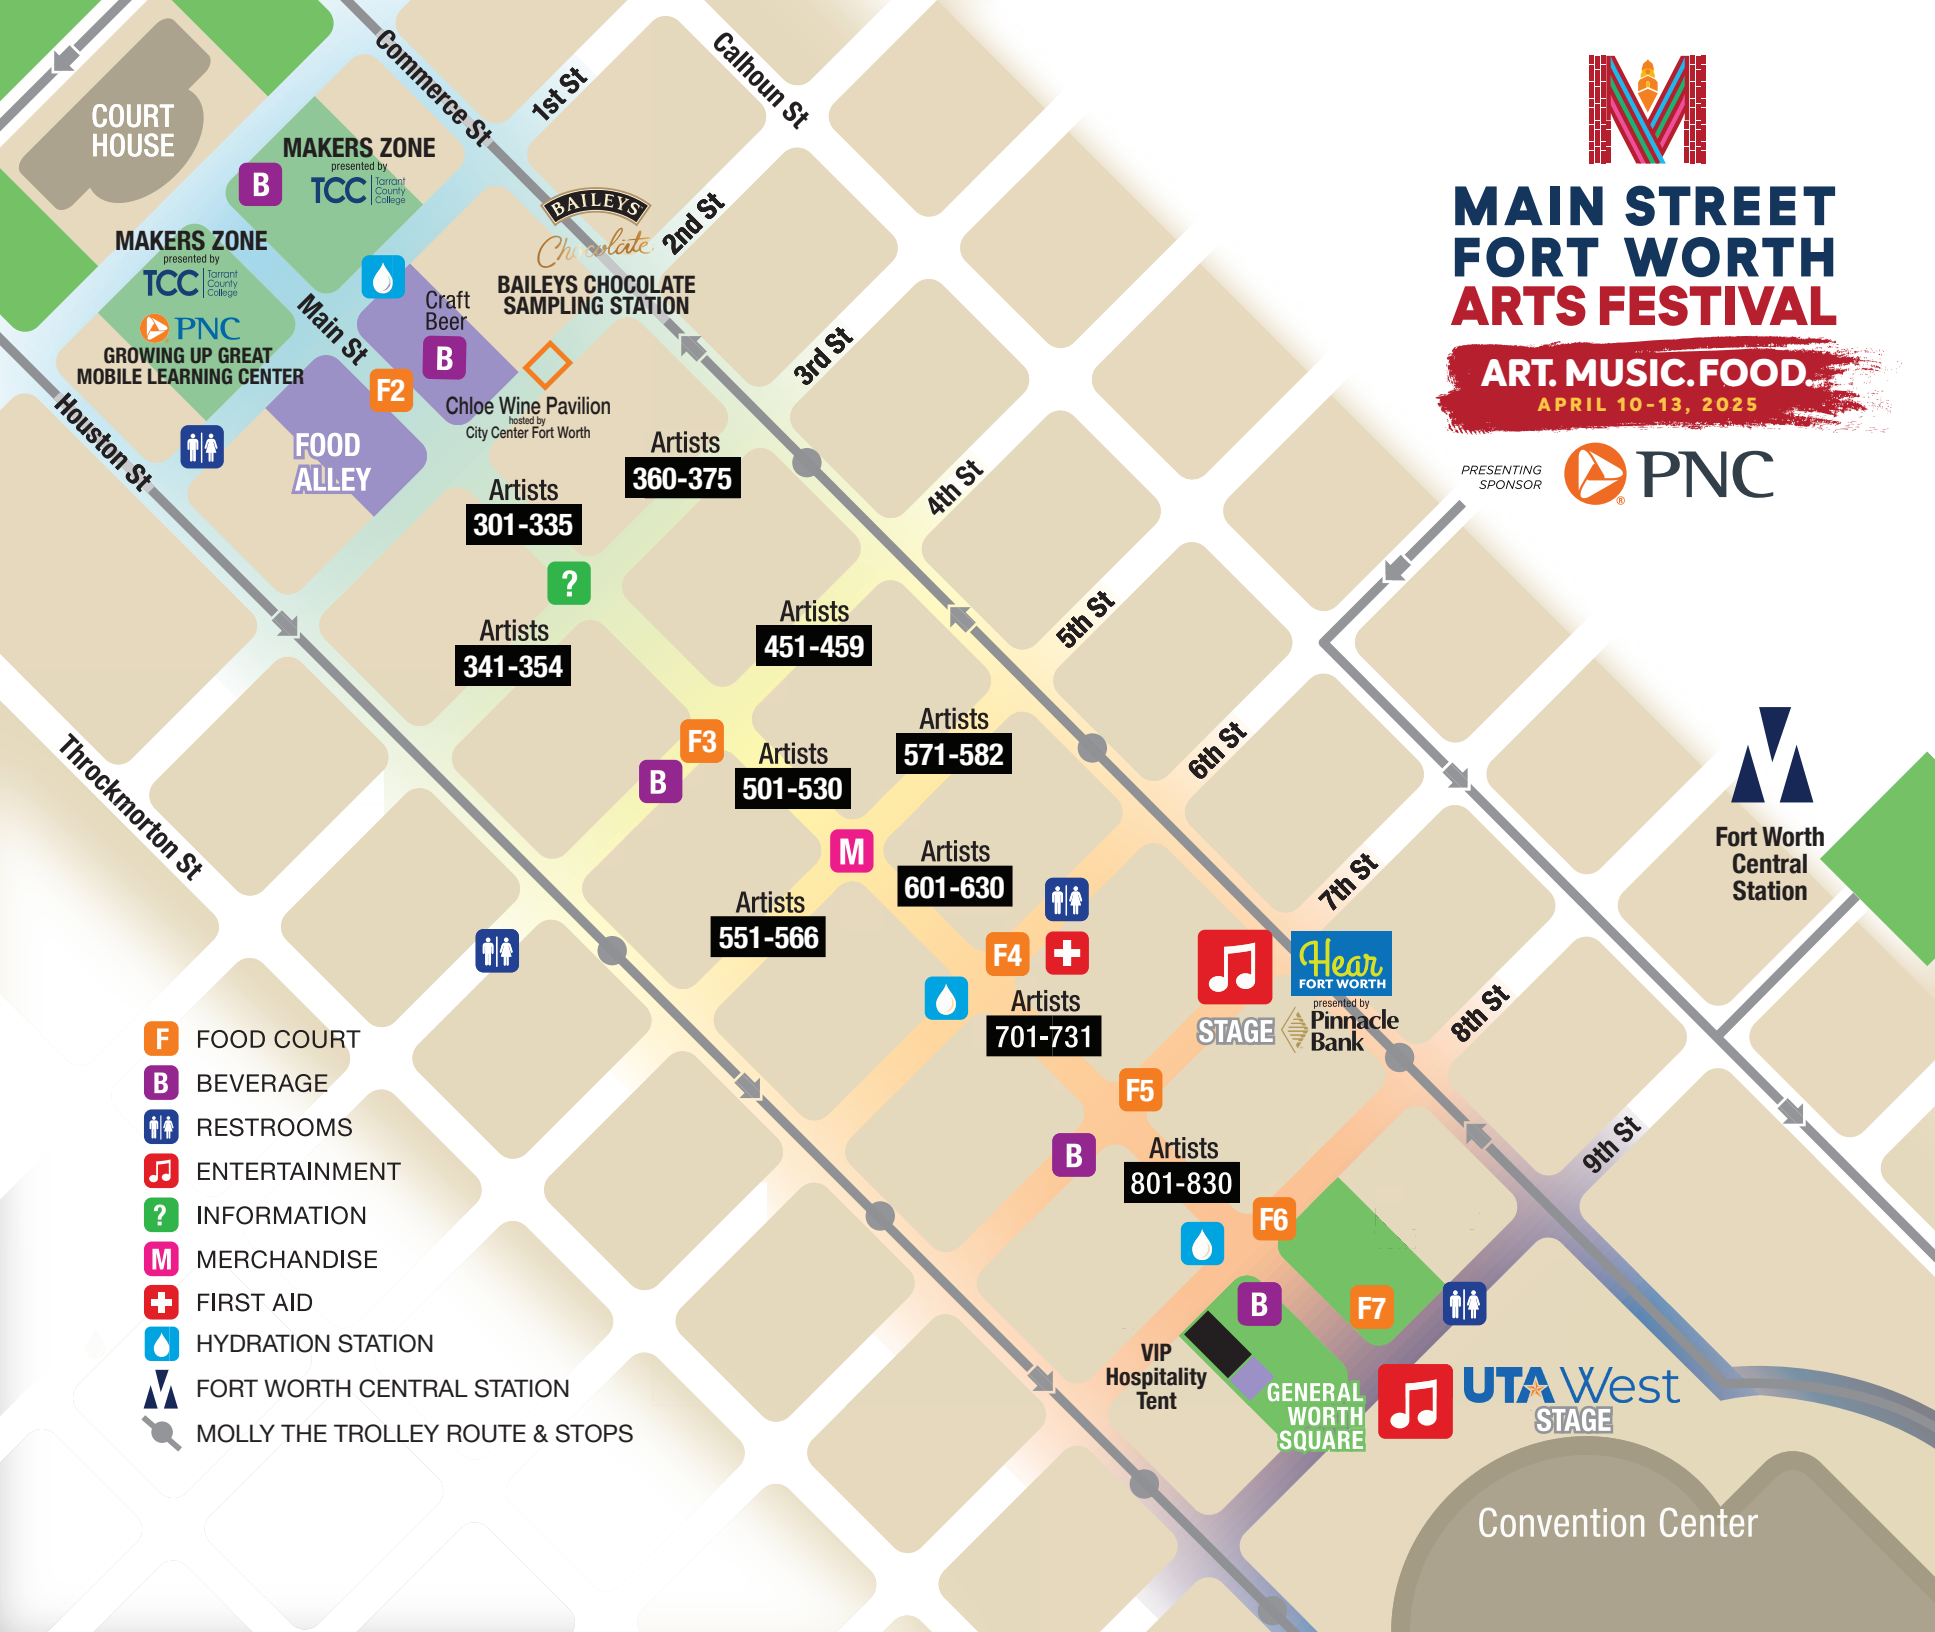 Commerce St
1st St
Calhoun St
COURT
HOUSE
MAKERS ZONE
presented by
TCC
Tarrant
County
College
B
BAILEYS
Chocolate
2nd St
BAILEYS CHOCOLATE
SAMPLING STATION
MAKERS ZONE
presented by
TCC
Tarrant
County
College
PNC
GROWING UP GREAT
MOBILE LEARNING CENTER
Main St
Craft
Beer
B
F2
Chloe Wine Pavilion
hosted by
City Center Fort Worth
3rd St
Houston St
FOOD
ALLEY
Artists
360-375
Artists
301-335
4th St
?
Artists
341-354
Artists
451-459
5th St
F3
B
Artists
501-530
Artists
571-582
6th St
Throckmorton St
M
Artists
601-630
Artists
551-566
F4
Artists
701-731
7th St
Hear
FORT WORTH
presented by
Pinnacle
Bank
STAGE
8th St
F5
B
Artists
801-830
9th St
F6
B
F7
VIP
Hospitality
Tent
GENERAL
WORTH
SQUARE
UTA West
STAGE
Convention Center
M
MAIN STREET
FORT WORTH
ARTS FESTIVAL
ART. MUSIC. FOOD.
APRIL 10-13, 2025
PRESENTING
SPONSOR
PNC
®
Fort Worth
Central
Station
F FOOD COURT
B BEVERAGE
RESTROOMS
ENTERTAINMENT
? INFORMATION
M MERCHANDISE
FIRST AID
HYDRATION STATION
FORT WORTH CENTRAL STATION
MOLLY THE TROLLEY ROUTE & STOPS